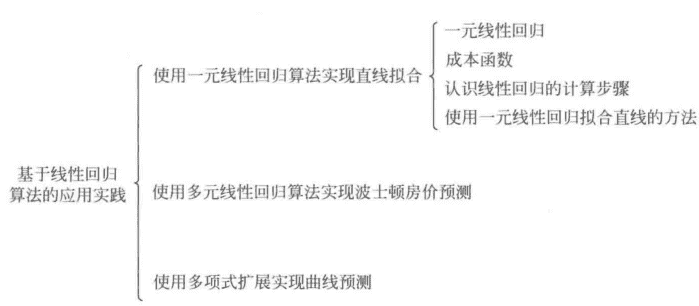 基于线性回归
算法的应用实践
使用一元线性回归算法实现直线拟合
一元线性回归
成本函数
认识线性回归的计算步骤
使用一元线性回归拟合直线的方法
使用多元线性回归算法实现波士顿房价预测
使用多项式扩展实现曲线预测